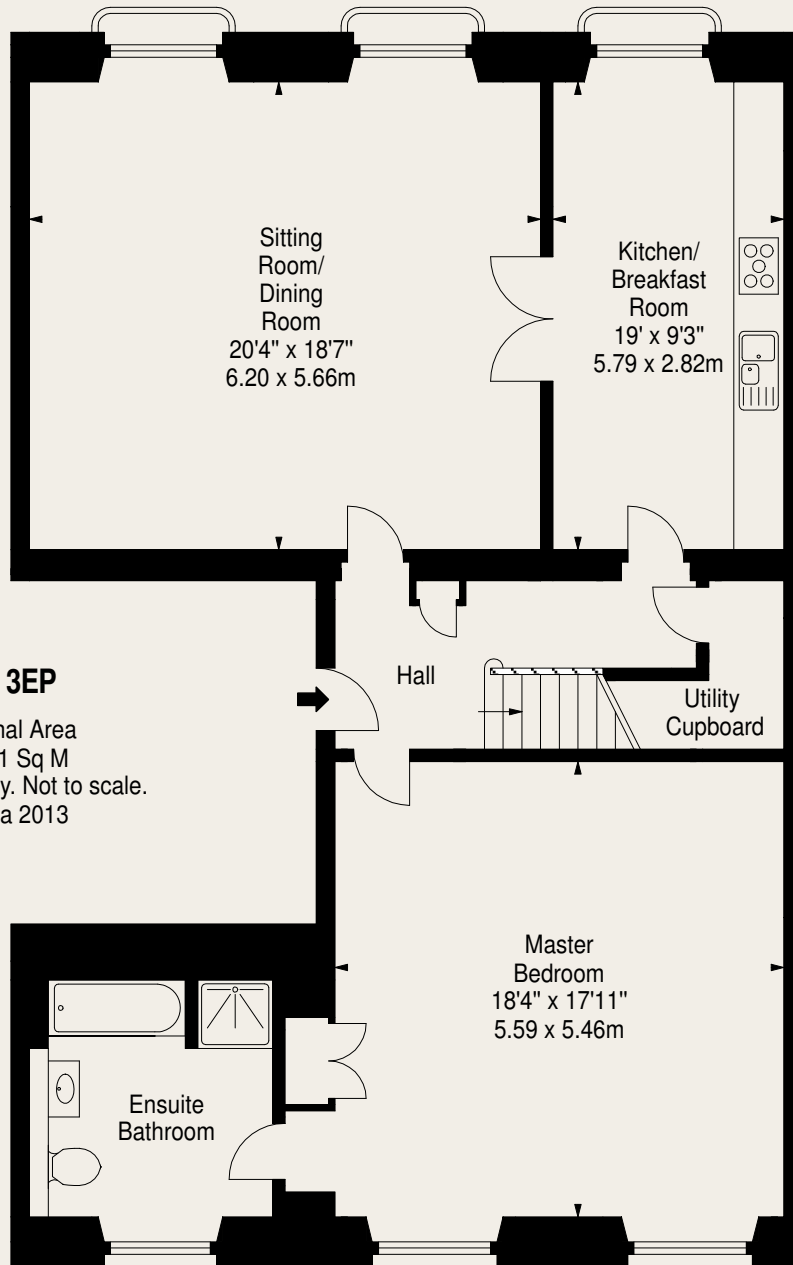 Sitting
Room/
Dining
Room
20'4" x 18'7"
6.20 x 5.66m
Kitchen/
Breakfast
Room
19' x 9'3"
5.79 x 2.82m
3EP
Area
1 Sq M
Not to scale.
2013
Hall
Utility
Cupboard
Master
Bedroom
18'4" x 17'11"
5.59 x 5.46m
Ensuite
Bathroom